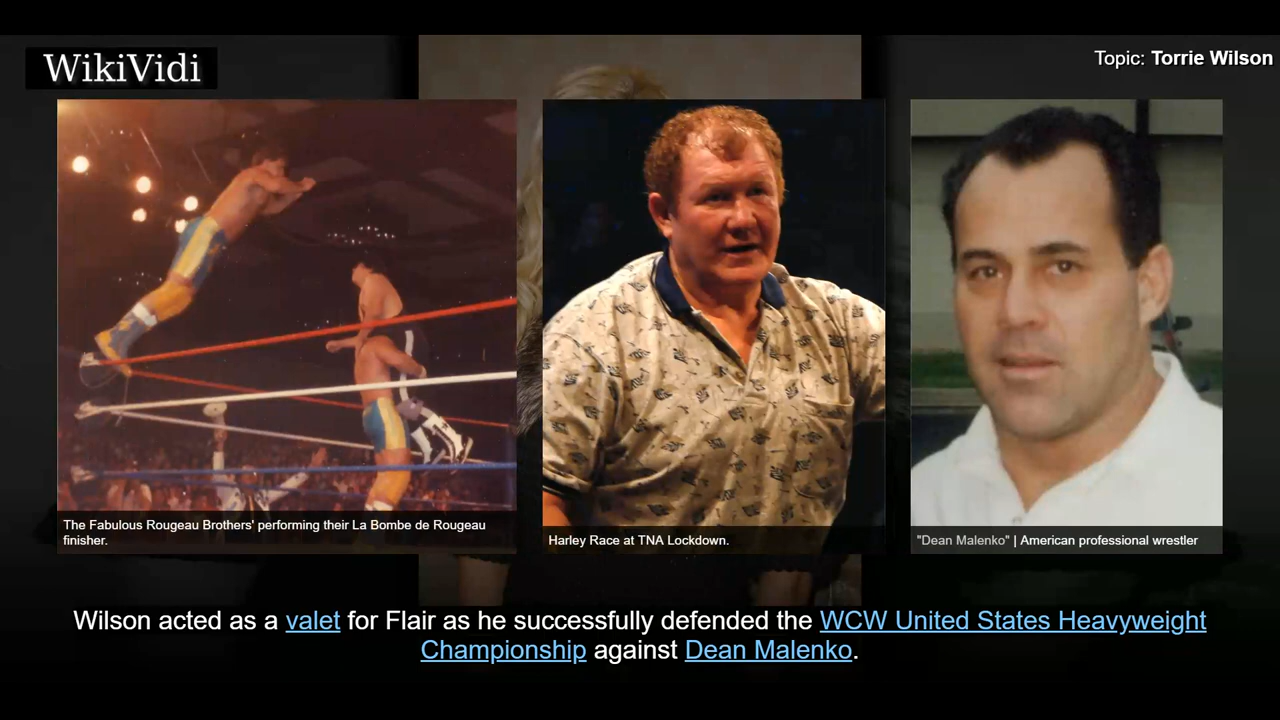 WikiVidi
Topic: Torrie Wilson
The Fabulous Rougeau Brothers' performing their La Bombe de Rougeau
finisher.
Harley Race at TNA Lockdown.
"Dean Malenko" | American professional wrestler
Wilson acted as a valet for Flair as he successfully defended the WCW United States Heavyweight
Championship against Dean Malenko.